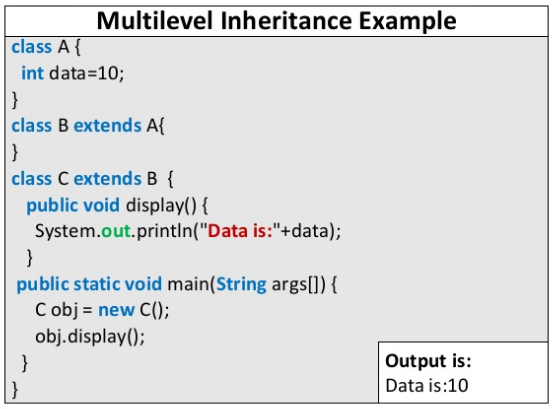 Multilevel Inheritance Example
class A {
int data=10;
}
class B extends A{
}
class C extends B {
public void display() {
System.out.println("Data is:"+data);
}
public static void main(String args[]) {
C obj = new C();
obj.display();
}
}
Output is:
Data is:10